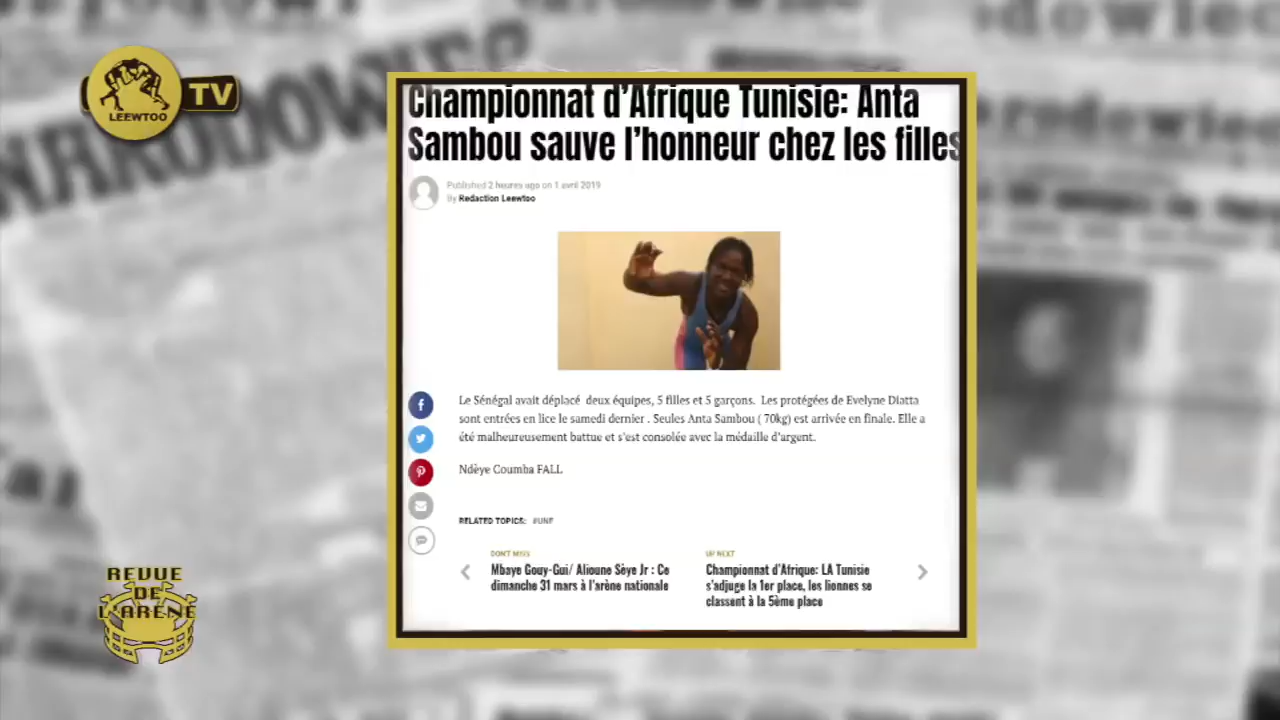 LEEWTOO
TV
NARODOWIES
Championnat d'Afrique Tunisie: Anta
Sambou sauve l'honneur chez les filles
Published 2 heures ago on 1 avril 2019
By Redaction Leewtoo
Le Sénégal avait déplacé deux équipes, 5 filles et 5 garçons. Les protégées de Evelyne Diatta
sont entrées en lice le samedi dernier . Seules Anta Sambou ( 70kg) est arrivée en finale. Elle a
été malheureusement battue et s'est consolée avec la médaille d'argent.
Ndèye Coumba FALL
RELATED TOPICS: #UNF
DON'T MISS
Mbaye Gouy-Gui/ Alioune Sèye Jr : Ce
dimanche 31 mars à l'arène nationale
UP NEXT
Championnat d'Afrique: LA Tunisie
s'adjuge la 1er place, les lionnes se
classent à la 5ème place
REVUE
DE
L'ARENE